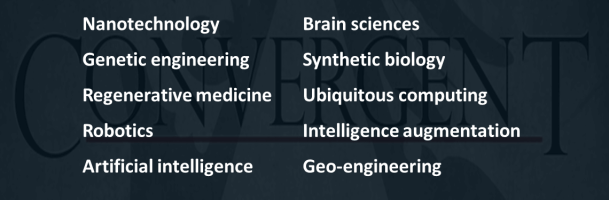 CONVERGENT
Nanotechnology
Genetic engineering
Regenerative medicine
Robotics
Artificial intelligence
Brain sciences
Synthetic biology
Ubiquitous computing
Intelligence augmentation
Geo-engineering